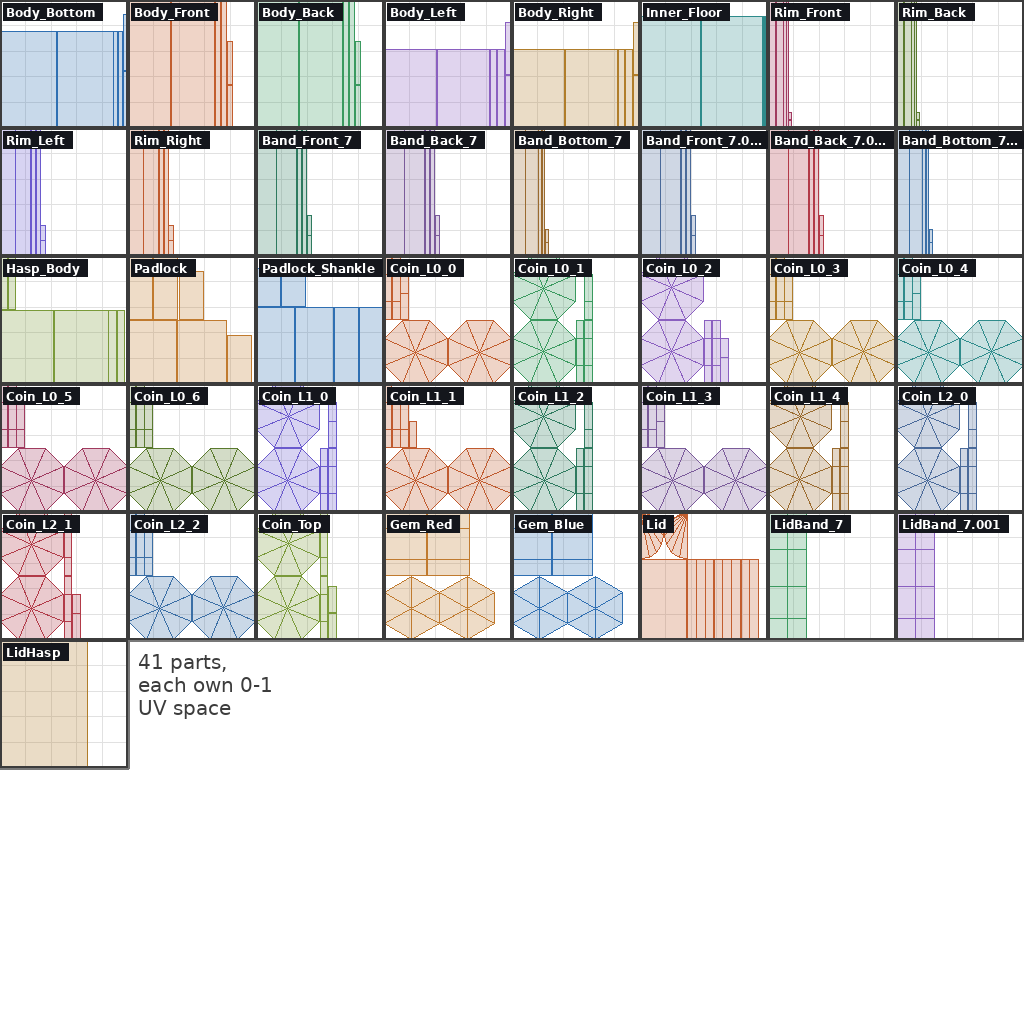 Body_Bottom
Body_Front
Body_Back
Body_Left
Body_Right
Inner_Floor
Rim_Front
Rim_Back
Rim_Left
Rim_Right
Band_Front_7
Band_Back_7
Band_Bottom_7
Band_Front_7.0...
Band_Back_7.0...
Band_Bottom_7...
Hasp_Body
Padlock
Padlock_Shankle
Coin_L0_0
Coin_L0_1
Coin_L0_2
Coin_L0_3
Coin_L0_4
Coin_L0_5
Coin_L0_6
Coin_L1_0
Coin_L1_1
Coin_L1_2
Coin_L1_3
Coin_L1_4
Coin_L2_0
Coin_L2_1
Coin_L2_2
Coin_Top
Gem_Red
Gem_Blue
Lid
LidBand_7
LidBand_7.001
LidHasp
41 parts,
each own 0-1
UV space